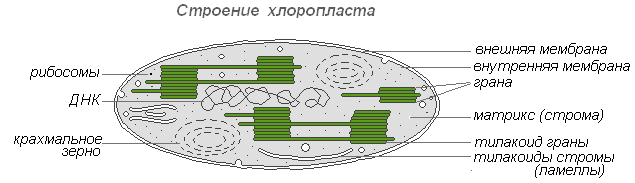 Строение хлоропласта
рибосомы
ДНК
крахмальное
зерно
внешняя мембрана
внутренняя мембрана
грана
матрикс (строма)
тилакоид граны
тилакоиды стромы
(ламеллы)